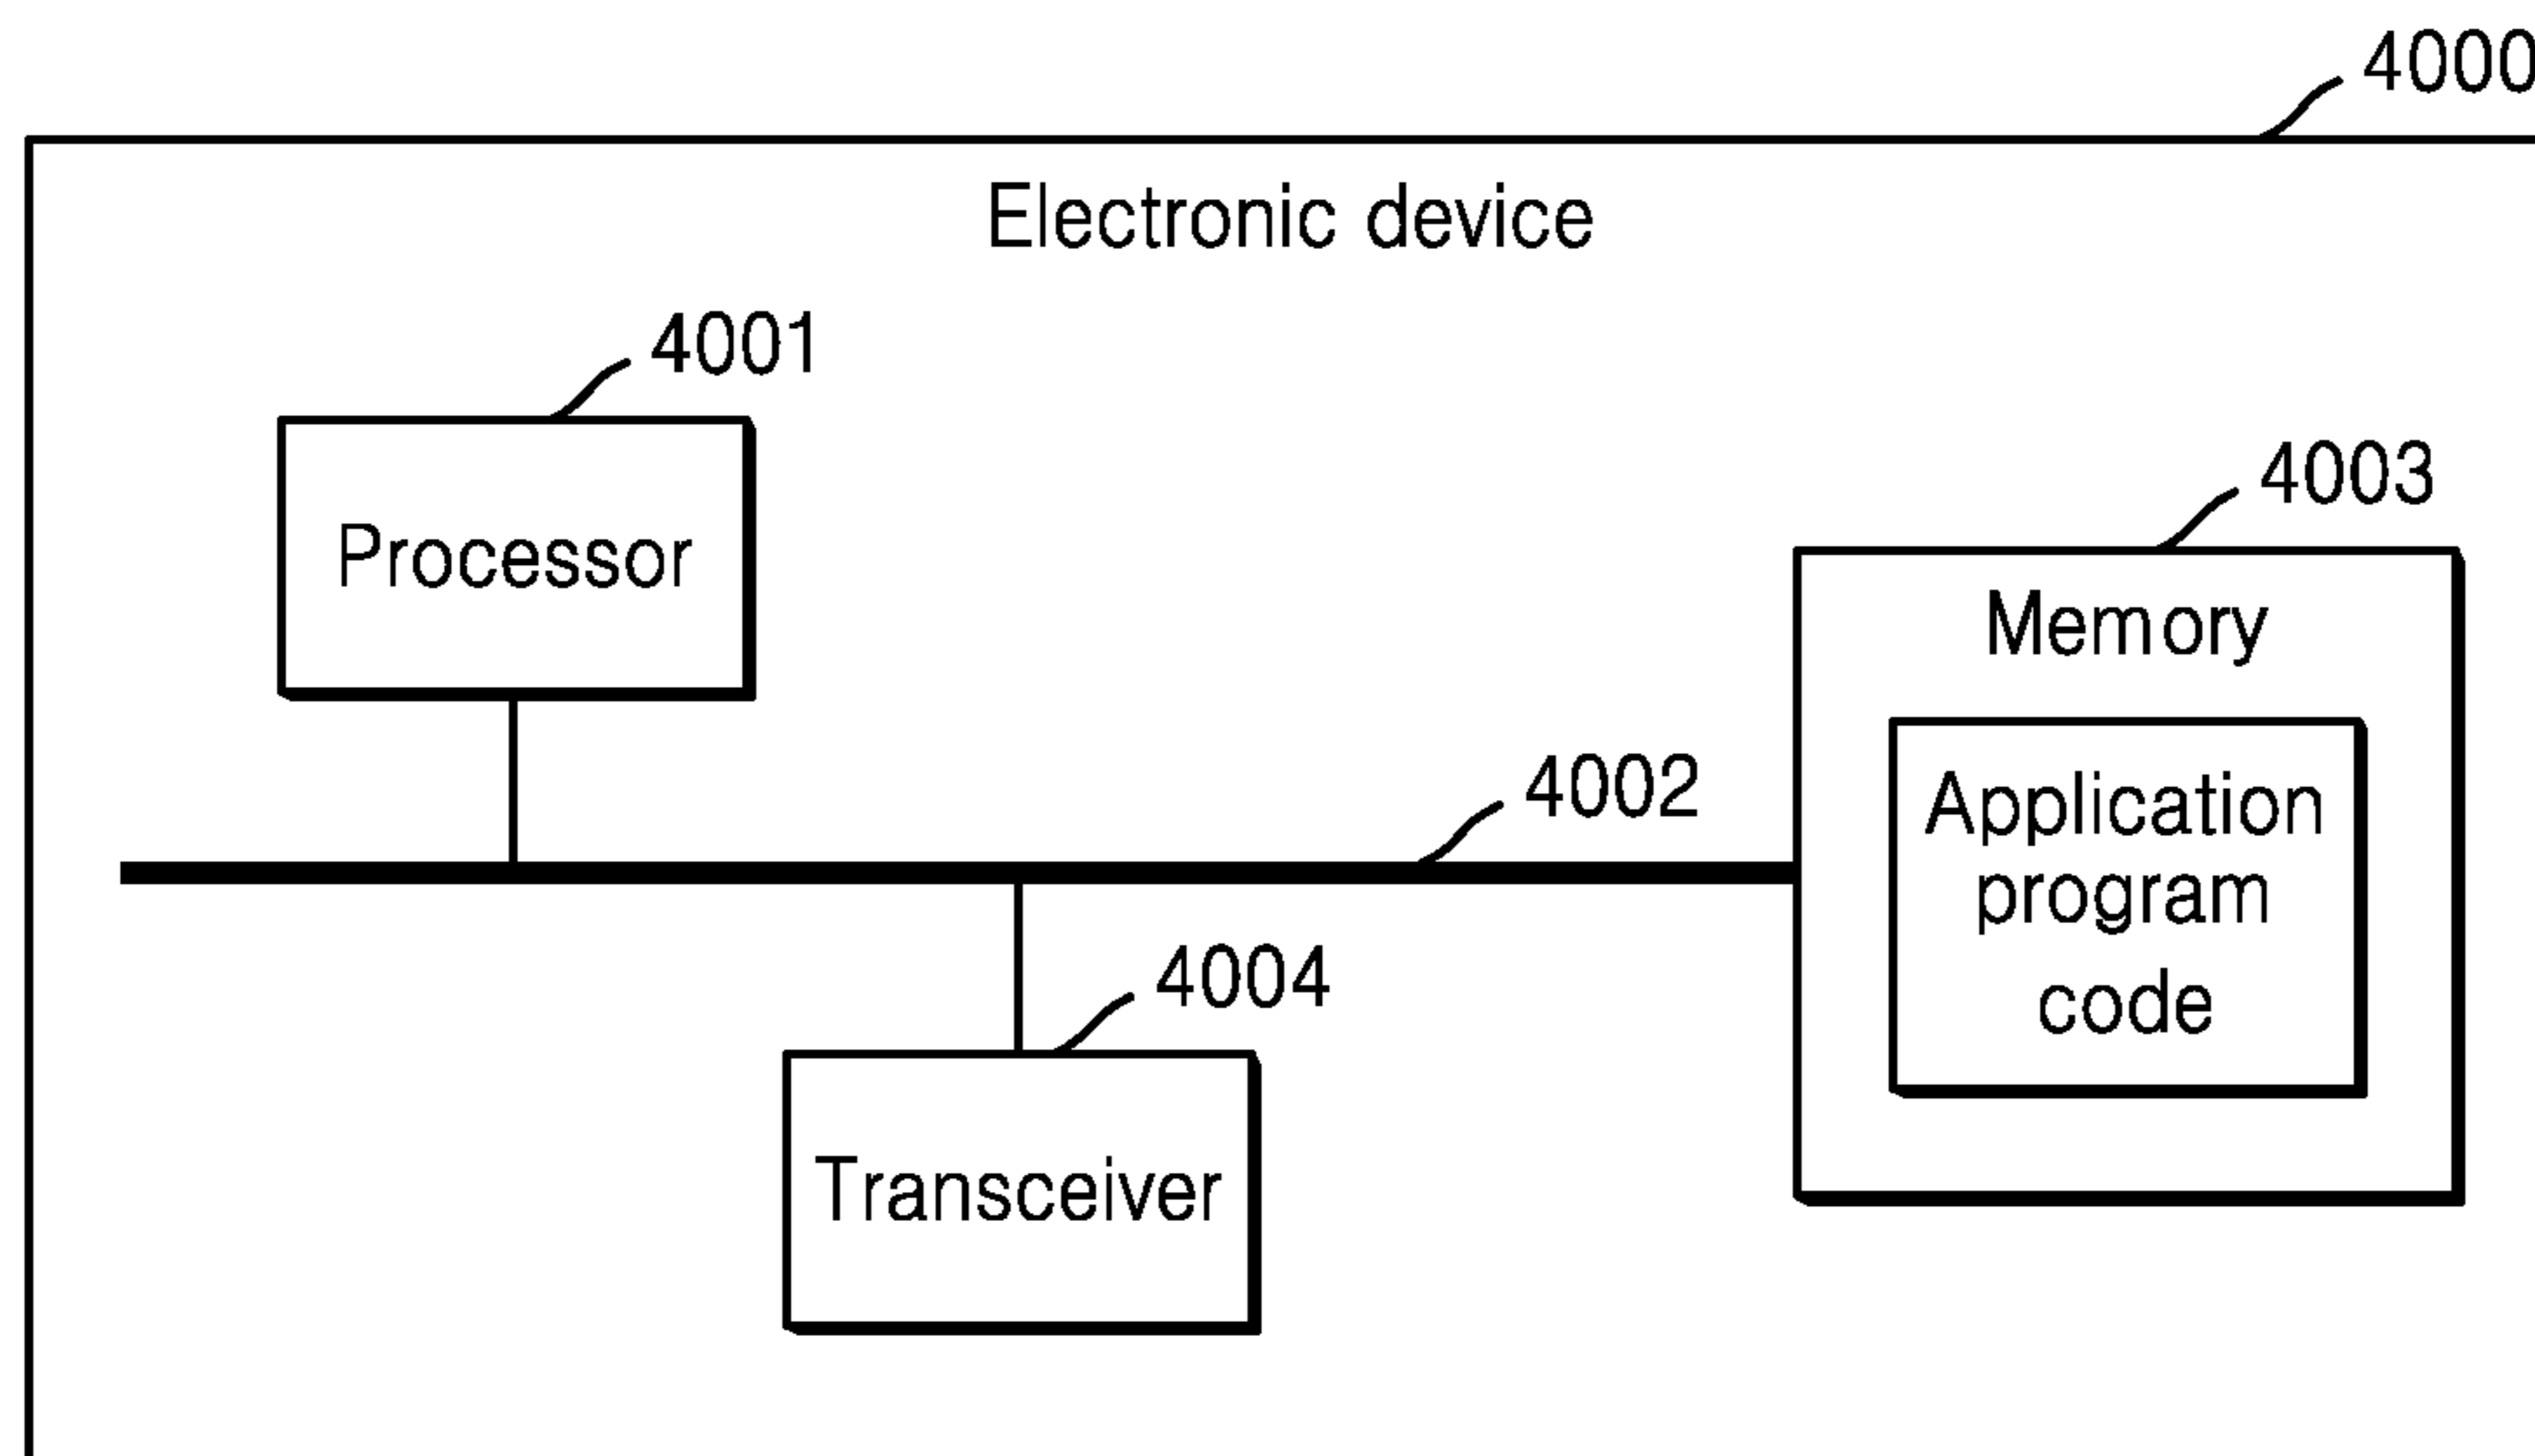 4000
Electronic device
4001
Processor
4003
Memory
Application
program
code
4002
4004
Transceiver